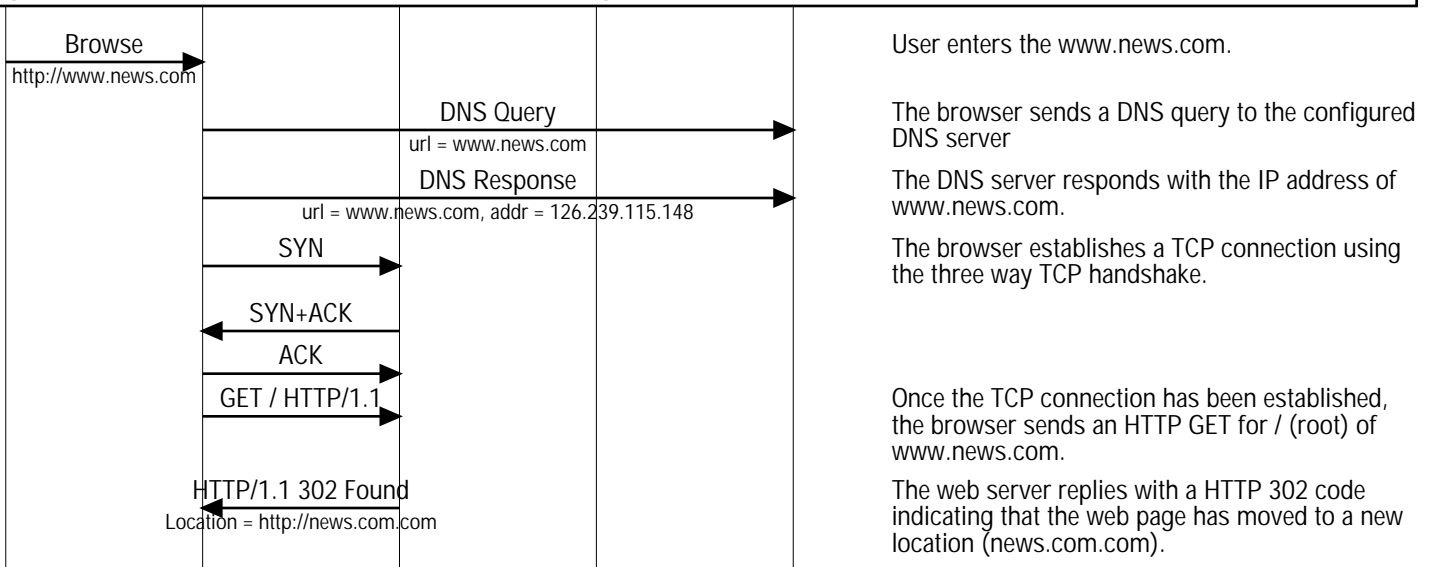 Browse
http://www.news.com
User enters the www.news.com.
DNS Query
url = www.news.com
The browser sends a DNS query to the configured
DNS server
DNS Response
url = www.news.com, addr = 126.239.115.148
The DNS server responds with the IP address of
www.news.com.
SYN
The browser establishes a TCP connection using
the three way TCP handshake.
SYN+ACK
ACK
GET / HTTP/1.1
Once the TCP connection has been established,
the browser sends an HTTP GET for / (root) of
www.news.com.
HTTP/1.1 302 Found
Location = http://news.com.com
The web server replies with a HTTP 302 code
indicating that the web page has moved to a new
location (news.com.com).